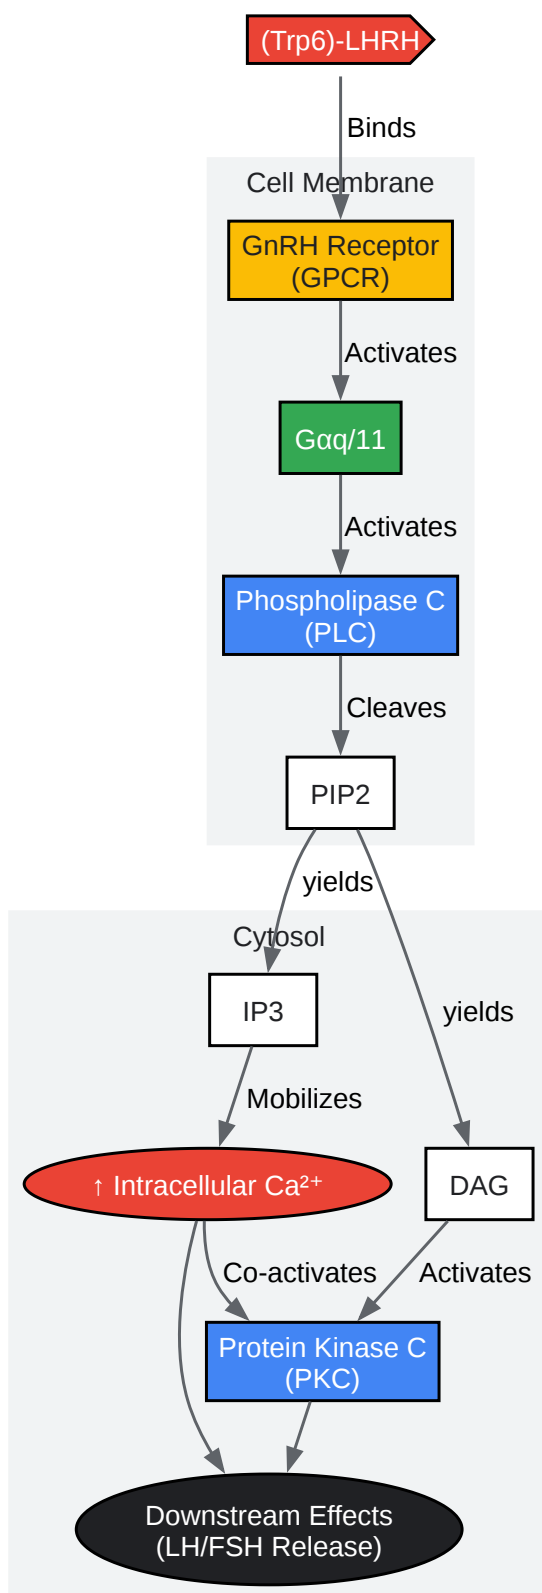 (Trp6)-LHRH
Binds
Cell Membrane
GnRH Receptor
(GPCR)
Activates
Gαq/11
Activates
Phospholipase C
(PLC)
Cleaves
PIP2
yields
Cytosol
IP3
yields
Mobilizes
↑ Intracellular Ca²⁺
DAG
Co-activates
Activates
Protein Kinase C
(PKC)
Downstream Effects
(LH/FSH Release)